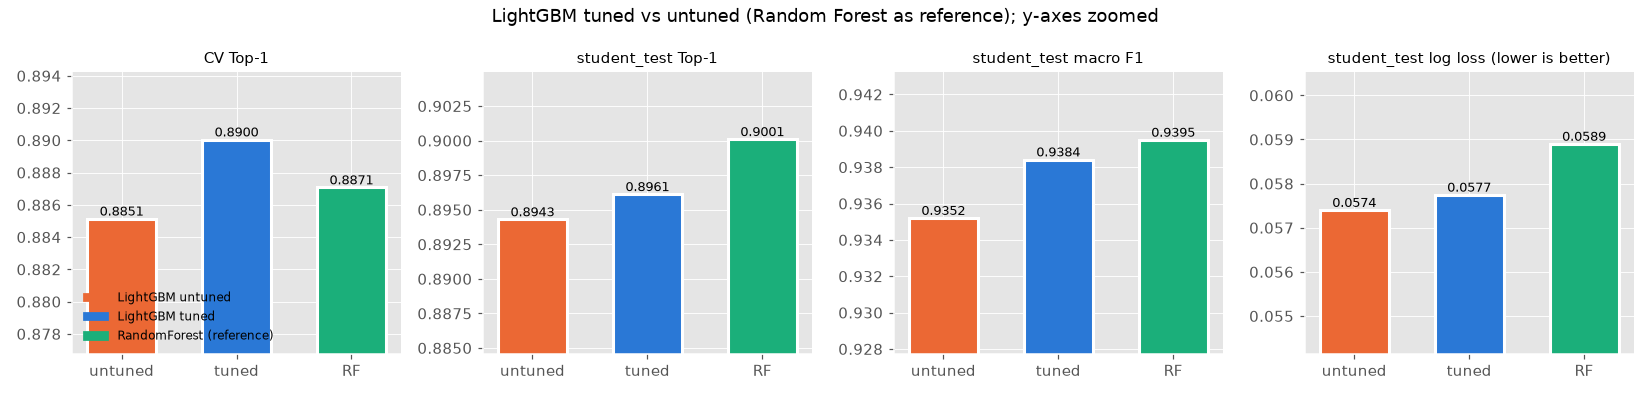 LightGBM tuned vs untuned (Random Forest as reference); y-axes zoomed
CV Top-1
0.894
0.892
0.890
0.888
0.886
0.884
0.882
0.880
0.878
0.8851
0.8900
0.8871
LightGBM untuned
LightGBM tuned
RandomForest (reference)
untuned
tuned
RF
student_test Top-1
0.9025
0.9000
0.8975
0.8950
0.8925
0.8900
0.8875
0.8850
0.8943
0.8961
0.9001
untuned
tuned
RF
student_test macro F1
0.942
0.940
0.938
0.936
0.934
0.932
0.930
0.928
0.9352
0.9384
0.9395
untuned
tuned
RF
student_test log loss (lower is better)
0.060
0.059
0.058
0.057
0.056
0.055
0.0574
0.0577
0.0589
untuned
tuned
RF